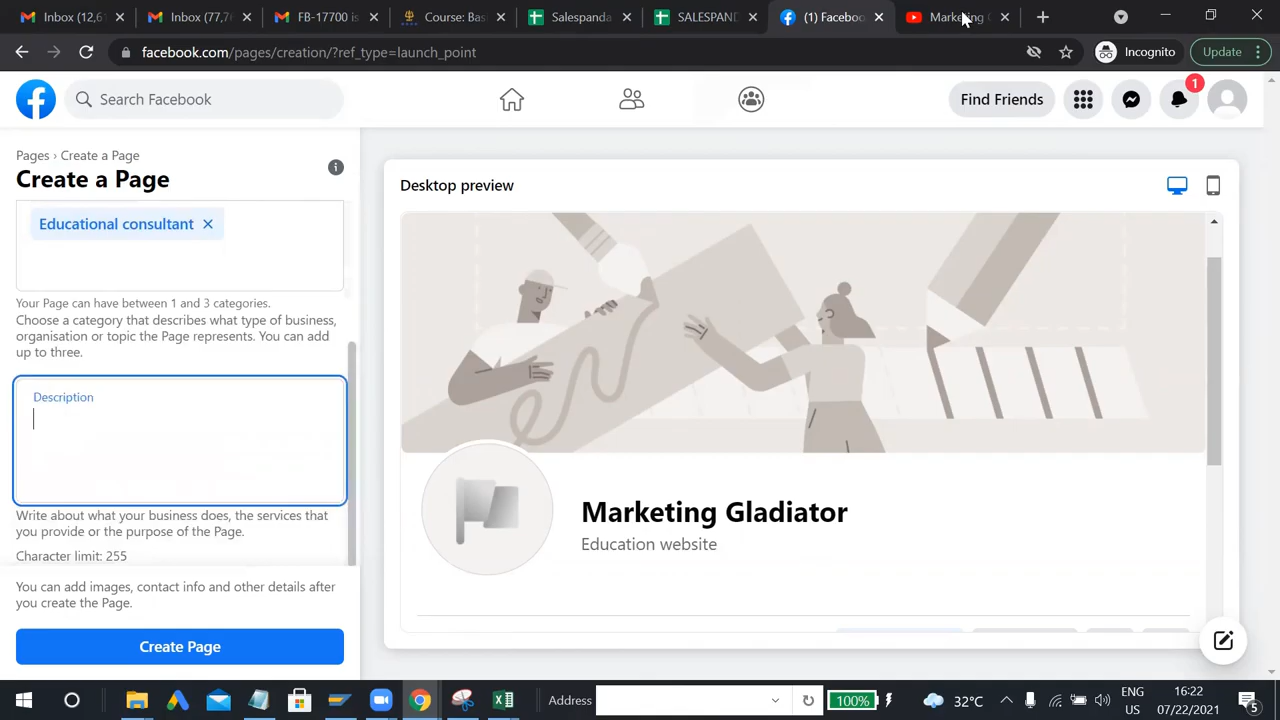 Inbox (12,6
Inbox (77,7
FB-17700 is
Course: Bas
Salespanda
SALESPAND
(1) Faceboo
Marketing G
facebook.com/pages/creation/?ref_type=launch_point
Incognito
Update
Search Facebook
Find Friends
1
Pages › Create a Page
Create a Page
Educational consultant
Your Page can have between 1 and 3 categories.
Choose a category that describes what type of business,
organisation or topic the Page represents. You can add
up to three.
Description
Write about what your business does, the services that
you provide or the purpose of the Page.
Character limit: 255
You can add images, contact info and other details after
you create the Page.
Create Page
Desktop preview
Marketing Gladiator
Education website
Address
100%
32°C
ENG
US
16:22
07/22/2021
5